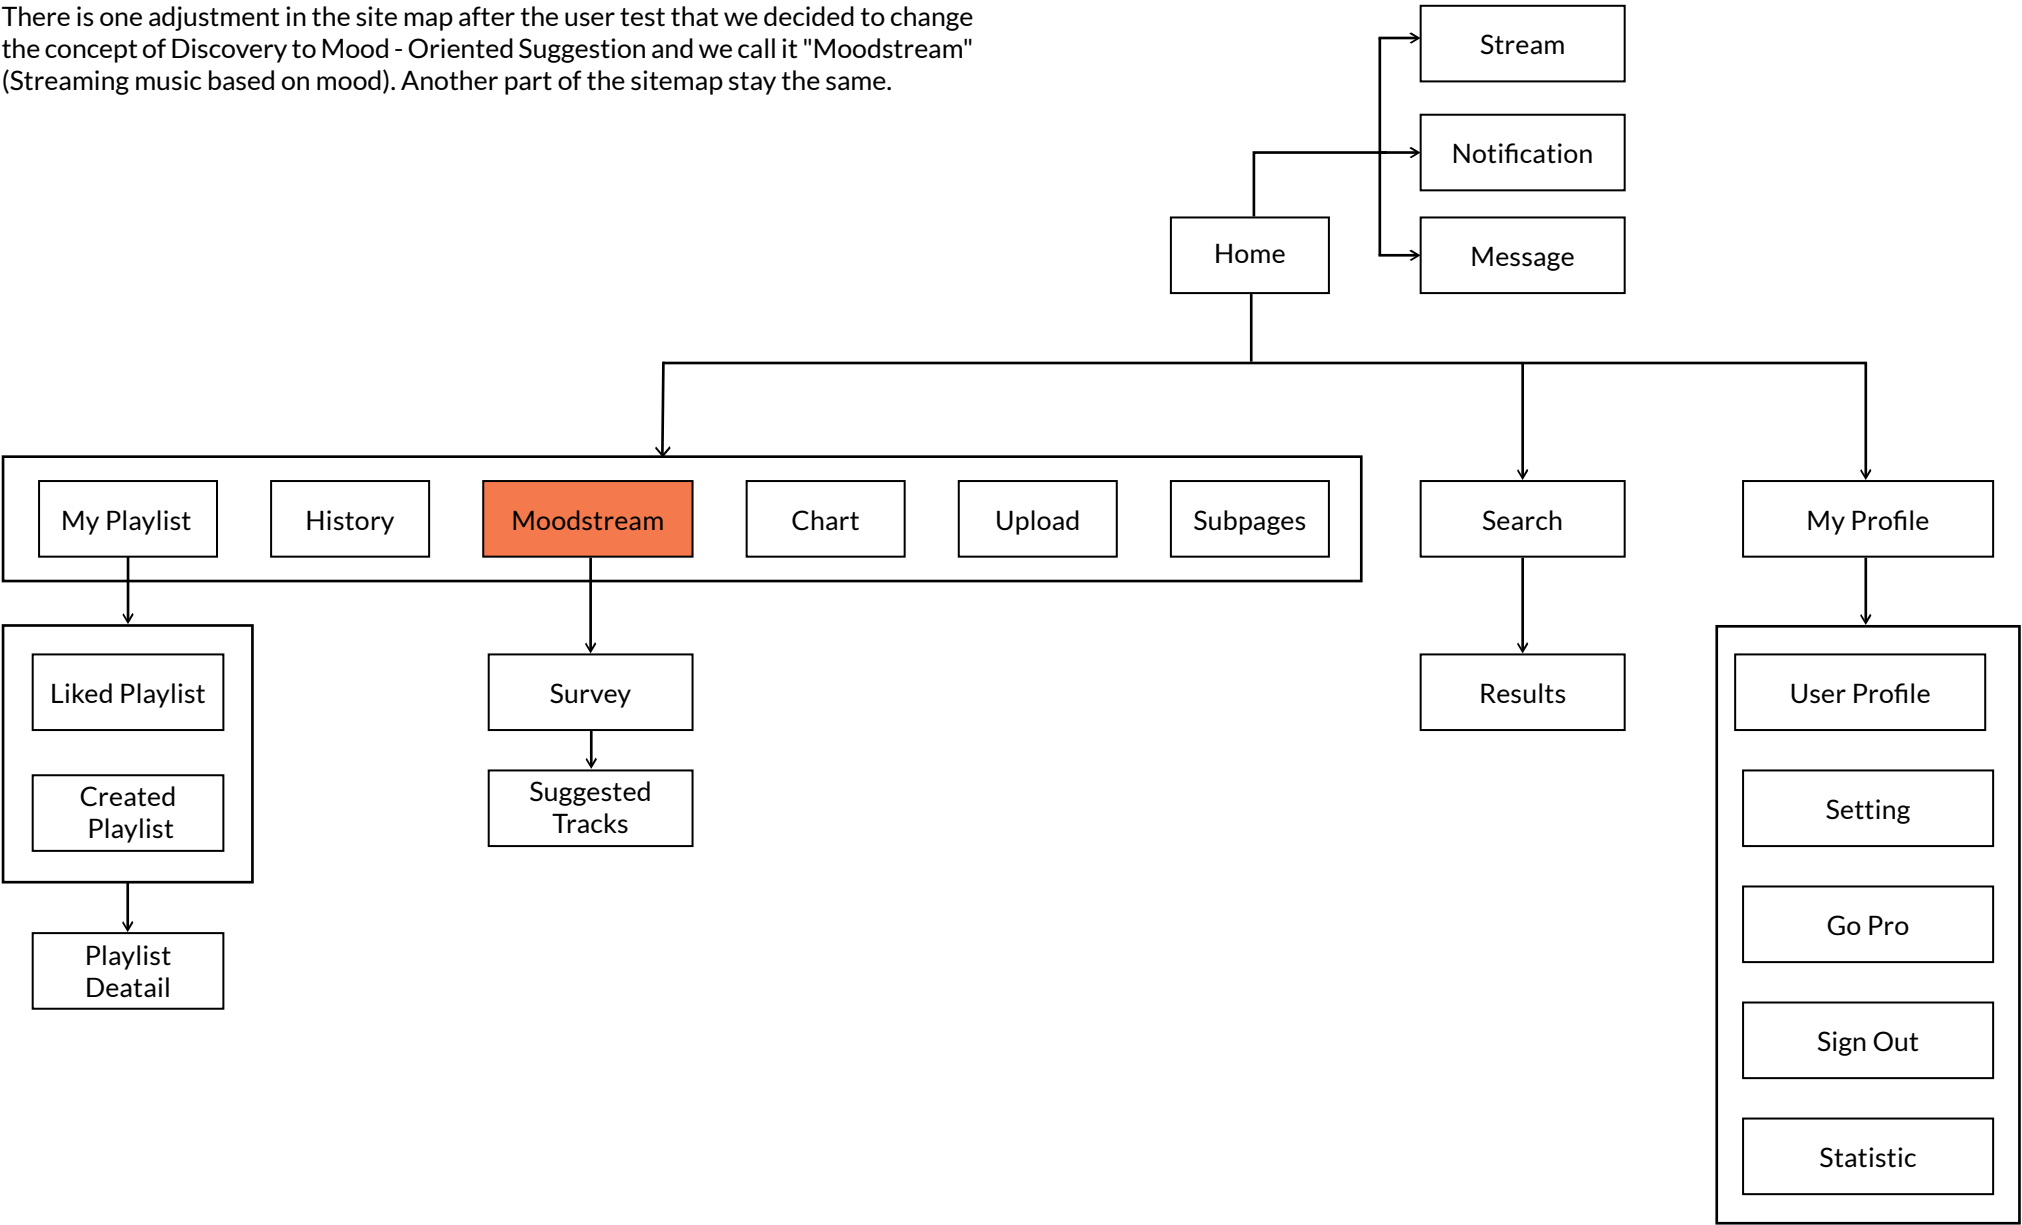 There is one adjustment in the site map after the user test that we decided to change
the concept of Discovery to Mood - Oriented Suggestion and we call it "Moodstream"
(Streaming music based on mood). Another part of the sitemap stay the same.
Stream
Notification
Home
Message
My Playlist
History
Moodstream
Chart
Upload
Subpages
Search
My Profile
Liked Playlist
Survey
Results
User Profile
Created
Playlist
Suggested
Tracks
Setting
Go Pro
Playlist
Deatail
Sign Out
Statistic